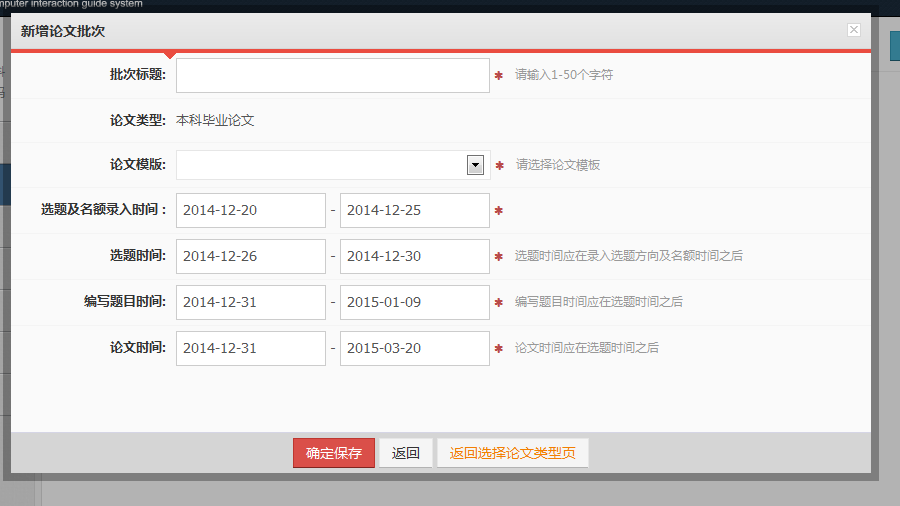 mputer interaction guide system
新增论文批次
批次标题: * 请输入1-50个字符
论文类型: 本科毕业论文
论文模版: * 请选择论文模板
选题及名额录入时间： 2014-12-20 - 2014-12-25 *
选题时间: 2014-12-26 - 2014-12-30 * 选题时间应在录入选题方向及名额时间之后
编写题目时间: 2014-12-31 - 2015-01-09 * 编写题目时间应在选题时间之后
论文时间: 2014-12-31 - 2015-03-20 * 论文时间应在选题时间之后
确定保存 返回 返回选择论文类型页